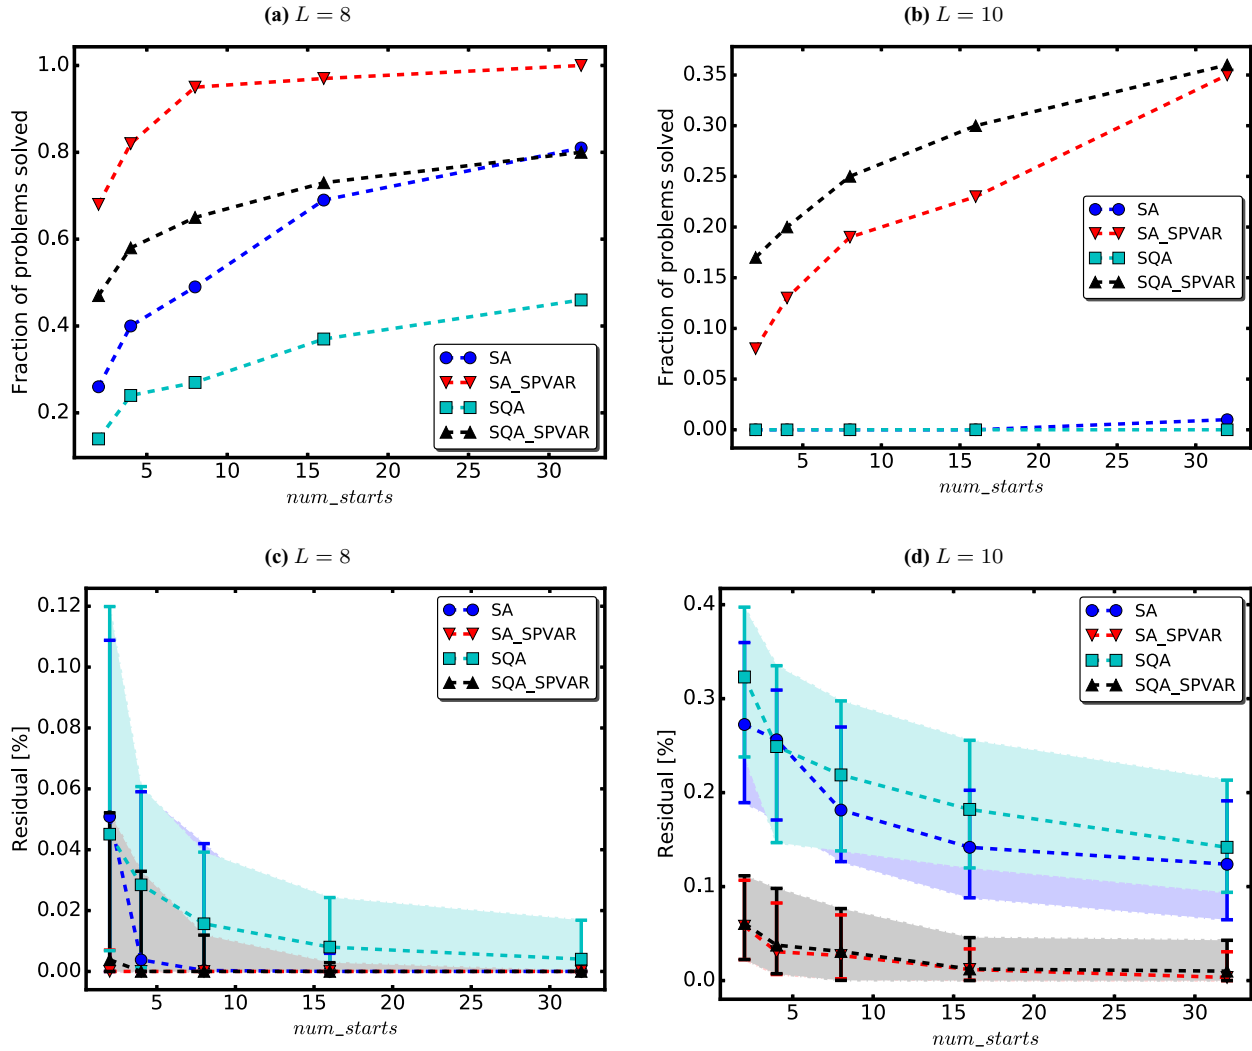 (a) L = 8
Fraction of problems solved
1.0
0.8
0.6
0.4
0.2
5 10 15 20 25 30
num_starts
SA
SA_SPVAR
SQA
SQA_SPVAR
(b) L = 10
Fraction of problems solved
0.35
0.30
0.25
0.20
0.15
0.10
0.05
0.00
5 10 15 20 25 30
num_starts
SA
SA_SPVAR
SQA
SQA_SPVAR
(c) L = 8
Residual [%]
0.12
0.10
0.08
0.06
0.04
0.02
0.00
5 10 15 20 25 30
num_starts
SA
SA_SPVAR
SQA
SQA_SPVAR
(d) L = 10
Residual [%]
0.4
0.3
0.2
0.1
0.0
5 10 15 20 25 30
num_starts
SA
SA_SPVAR
SQA
SQA_SPVAR